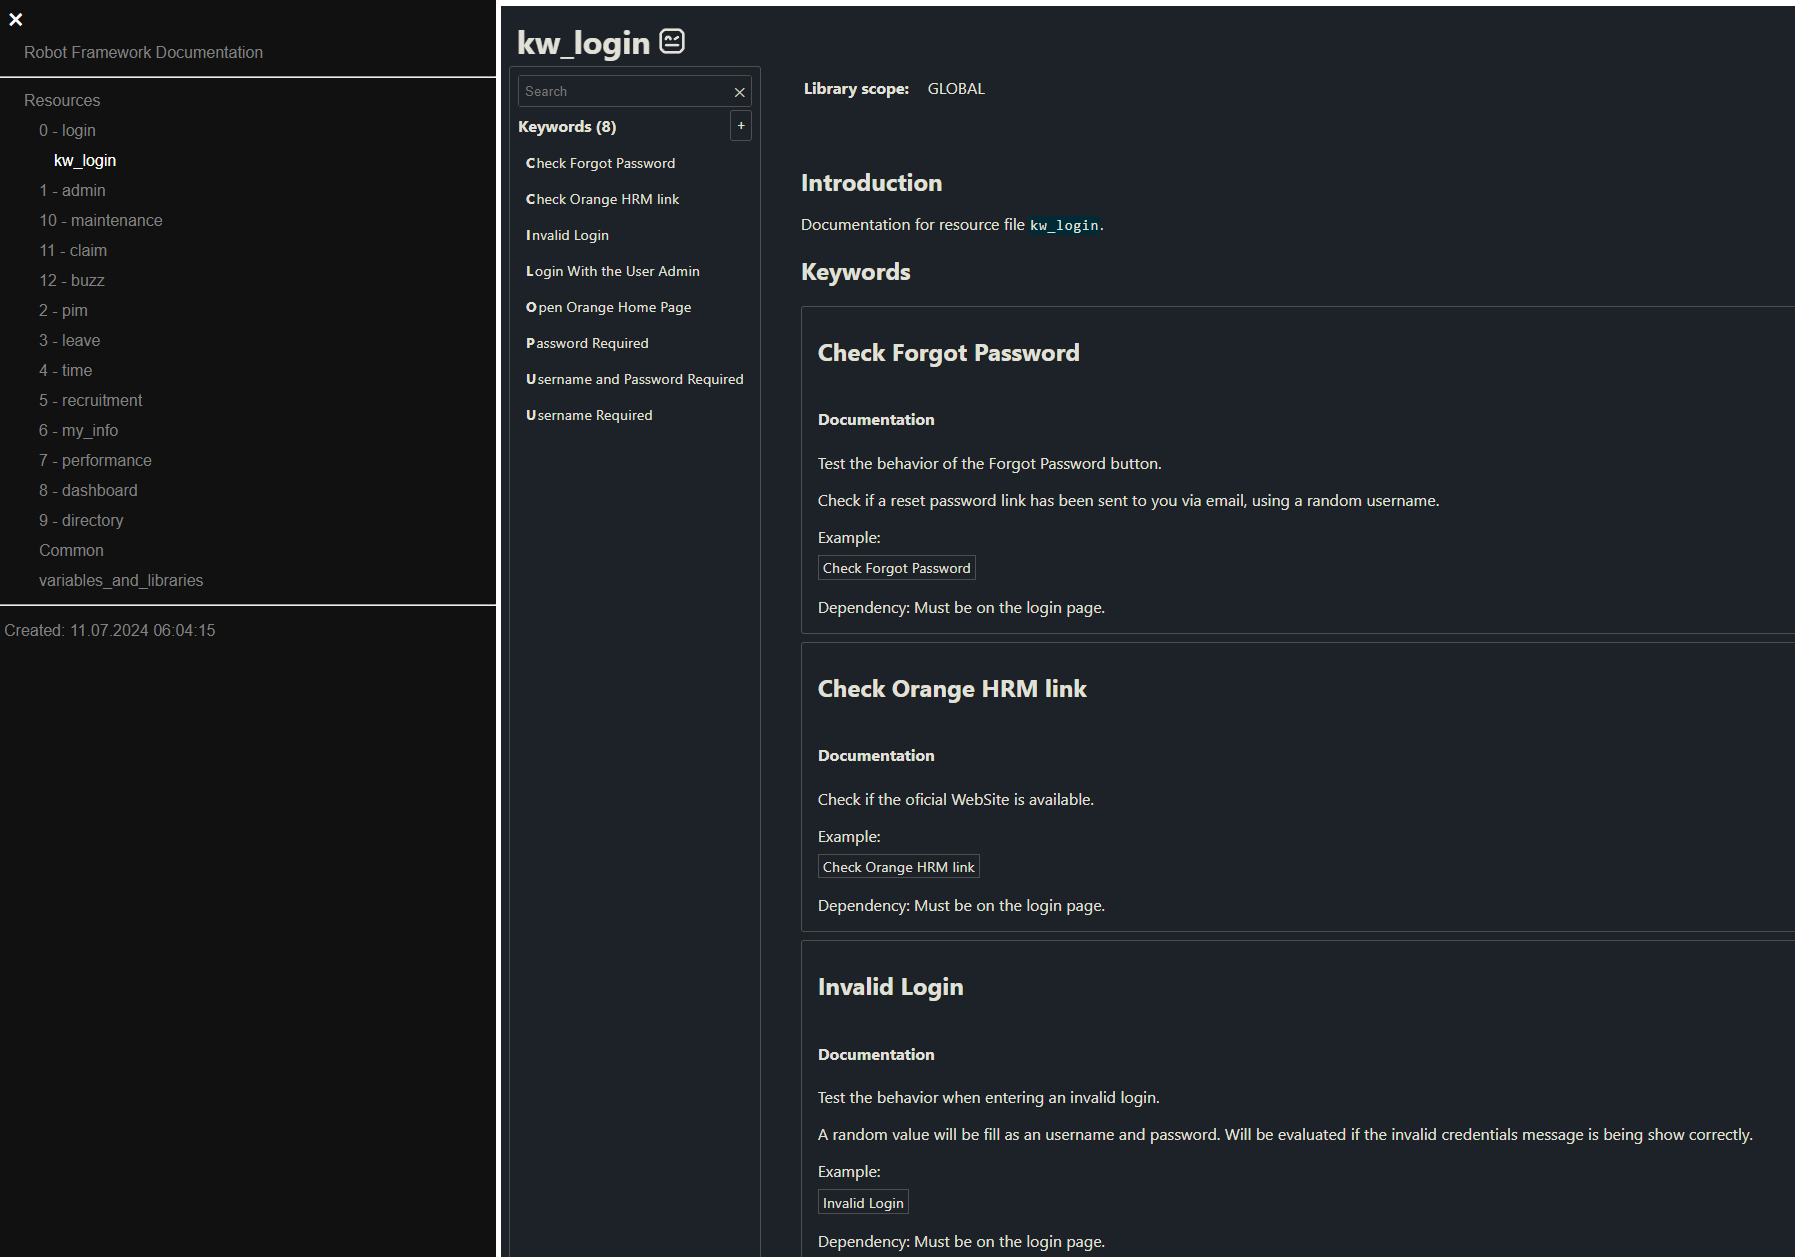 ×
Robot Framework Documentation
Resources
0 - login
kw_login
1 - admin
10 - maintenance
11 - claim
12 - buzz
2 - pim
3 - leave
4 - time
5 - recruitment
6 - my_info
7 - performance
8 - dashboard
9 - directory
Common
variables_and_libraries
Created: 11.07.2024 06:04:15
kw_login
Search ×
Keywords (8) +
Check Forgot Password
Check Orange HRM link
Invalid Login
Login With the User Admin
Open Orange Home Page
Password Required
Username and Password Required
Username Required
Library scope: GLOBAL
Introduction
Documentation for resource file kw_login.
Keywords
Check Forgot Password
Documentation
Test the behavior of the Forgot Password button.
Check if a reset password link has been sent to you via email, using a random username.
Example:
Check Forgot Password
Dependency: Must be on the login page.
Check Orange HRM link
Documentation
Check if the oficial WebSite is available.
Example:
Check Orange HRM link
Dependency: Must be on the login page.
Invalid Login
Documentation
Test the behavior when entering an invalid login.
A random value will be fill as an username and password. Will be evaluated if the invalid credentials message is being show correctly.
Example:
Invalid Login
Dependency: Must be on the login page.